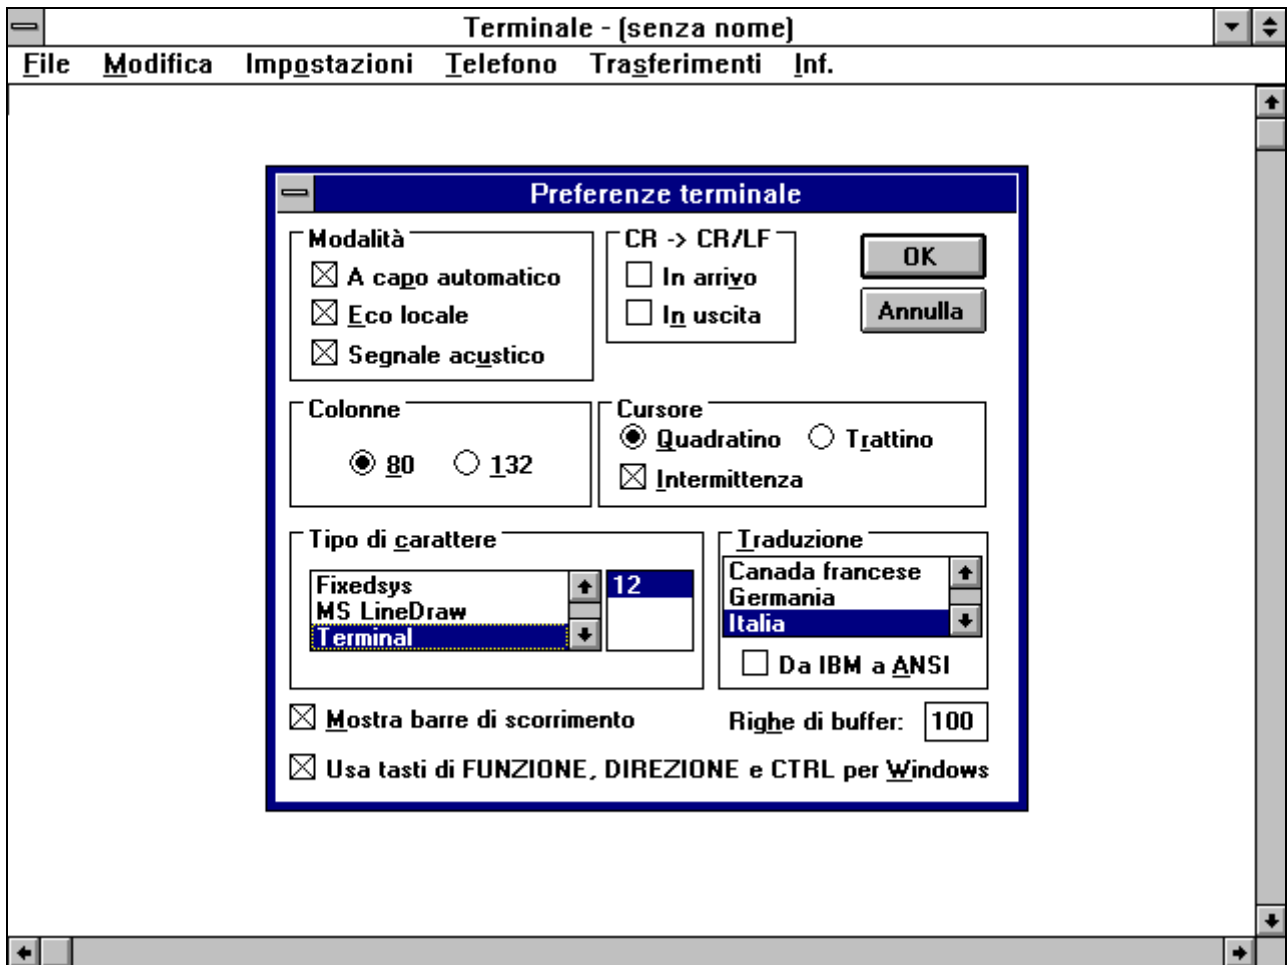 Terminale - (senza nome)
File Modifica Impostazioni Telefono Trasferimenti Inf.
Preferenze terminale
Modalità
A capo automatico
Eco locale
Segnale acustico
CR -> CR/LF
In arrivo
In uscita
OK
Annulla
Colonne
80 132
Cursore
Quadratino Trattino
Intermittenza
Tipo di carattere
Fixedsys
MS LineDraw
Terminal
12
Traduzione
Canada francese
Germania
Italia
Da IBM a ANSI
Mostra barre di scorrimento
Righe di buffer: 100
Usa tasti di FUNZIONE, DIREZIONE e CTRL per Windows